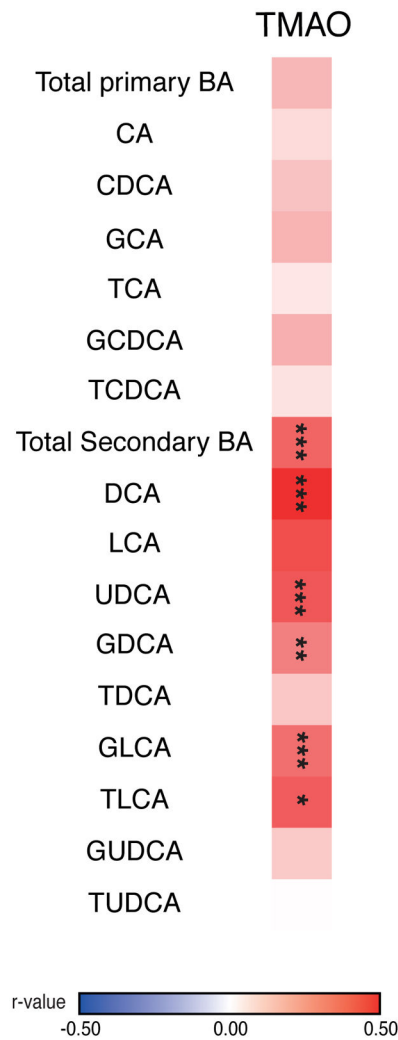 TMAO
Total primary BA
CA
CDCA
GCA
TCA
GCDCA
TCDCA
Total Secondary BA ***
DCA ***
LCA
UDCA ***
GDCA **
TDCA
GLCA ***
TLCA *
GUDCA
TUDCA
r-value
-0.50 0.00 0.50